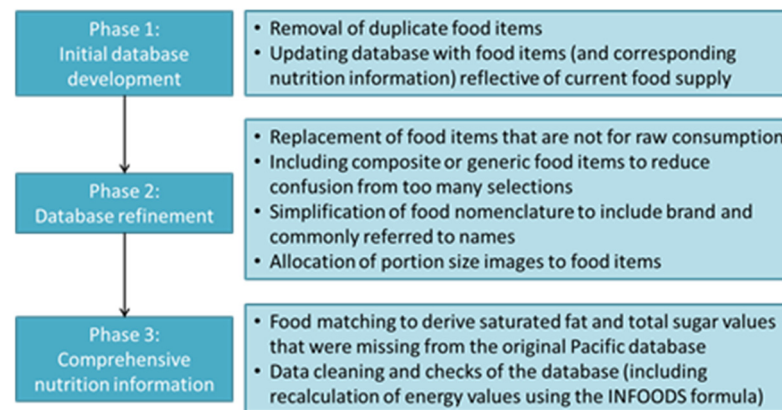 Phase 1:
Initial database
development
• Removal of duplicate food items
• Updating database with food items (and corresponding
nutrition information) reflective of current food supply
Phase 2:
Database refinement
• Replacement of food items that are not for raw consumption
• Including composite or generic food items to reduce
confusion from too many selections
• Simplification of food nomenclature to include brand and
commonly referred to names
• Allocation of portion size images to food items
Phase 3:
Comprehensive
nutrition information
• Food matching to derive saturated fat and total sugar values
that were missing from the original Pacific database
• Data cleaning and checks of the database (including
recalculation of energy values using the INFOODS formula)